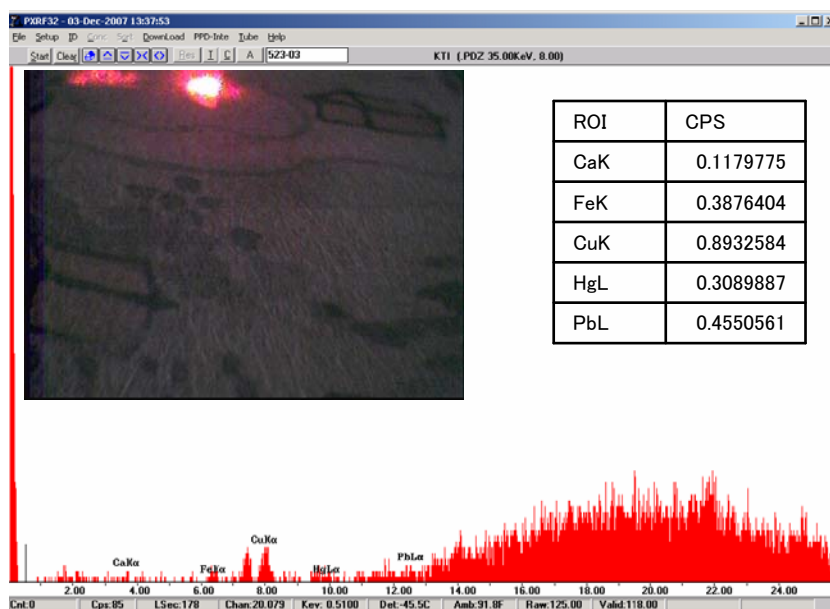 PXRF32 - 03-Dec-2007 13:37:53
File Setup ID Conc Sort DownLoad PPD-Inte Tube Help
Start Clear Res I C A 523-03 KTI (.PDZ 35.00KeV, 8.00)
ROI CPS
CaK 0.1179775
FeK 0.3876404
CuK 0.8932584
HgL 0.3089887
PbL 0.4550561
CuKα
PbLα
CaKα FeKα HgLα
2.00 4.00 6.00 8.00 10.00 12.00 14.00 16.00 18.00 20.00 22.00 24.00
Cnt:0 Cps:85 LSec:178 Chan:20.079 Kev: 0.5100 Det:-45.5C Amb:91.8F Raw:125.00 Valid:118.00